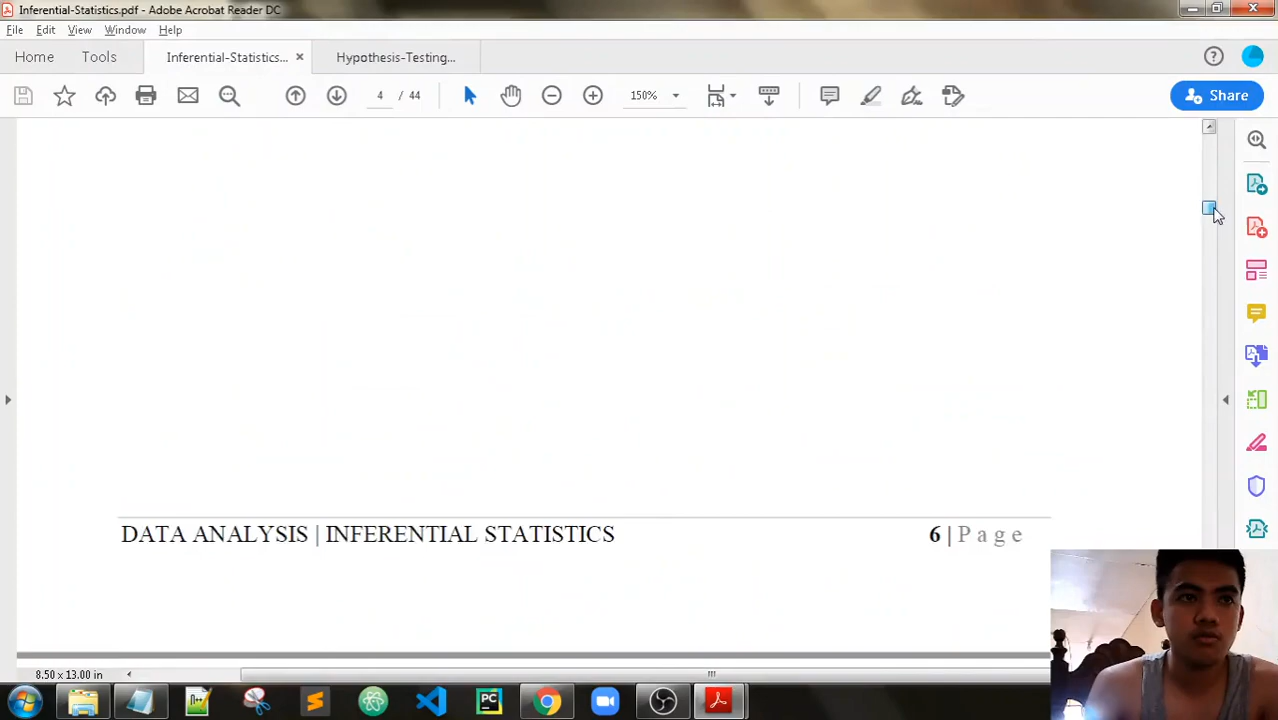 Inferential-Statistics.pdf - Adobe Acrobat Reader DC
File Edit View Window Help
Home Tools Inferential-Statistics... × Hypothesis-Testing...
4 / 44 150% Share
DATA ANALYSIS | INFERENTIAL STATISTICS 6 | Page
8.50 x 13.00 in
PC